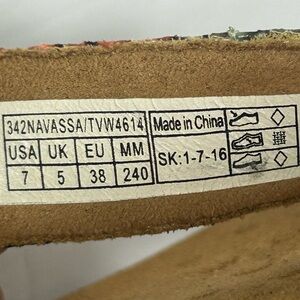 342NAVASSA/TVW4614
Made in China
USA UK EU MM
7 5 38 240
SK:1-7-16